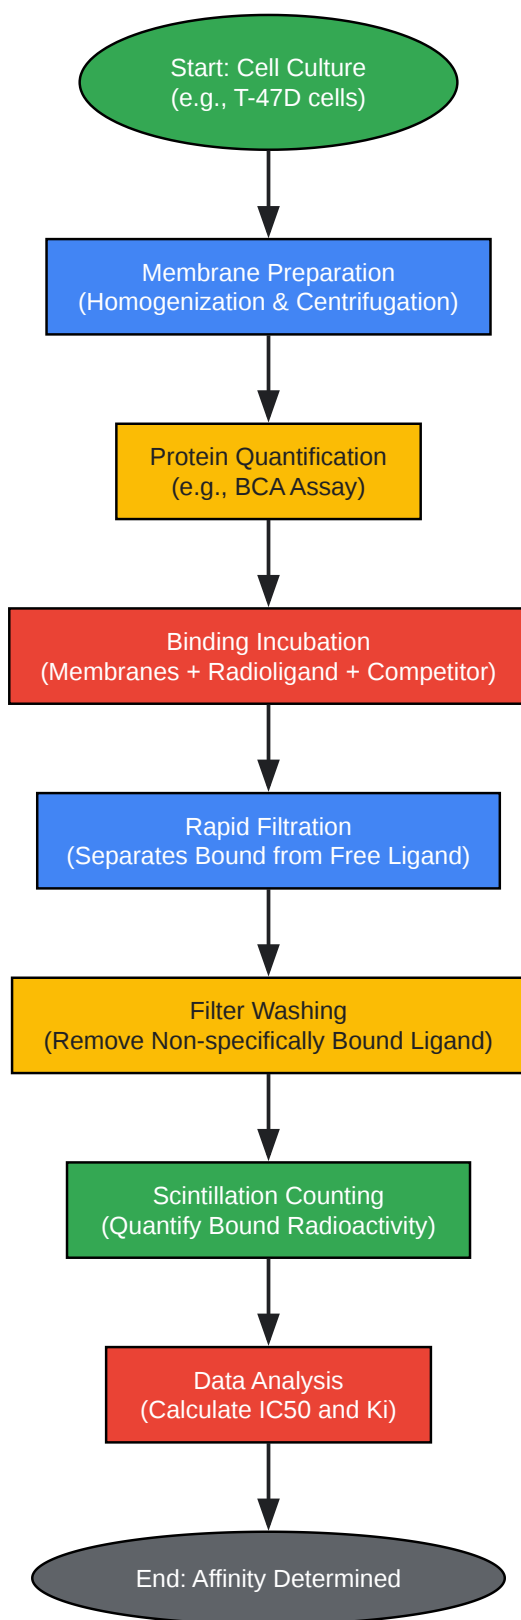 Start: Cell Culture
(e.g., T-47D cells)
Membrane Preparation
(Homogenization & Centrifugation)
Protein Quantification
(e.g., BCA Assay)
Binding Incubation
(Membranes + Radioligand + Competitor)
Rapid Filtration
(Separates Bound from Free Ligand)
Filter Washing
(Remove Non-specifically Bound Ligand)
Scintillation Counting
(Quantify Bound Radioactivity)
Data Analysis
(Calculate IC50 and Ki)
End: Affinity Determined